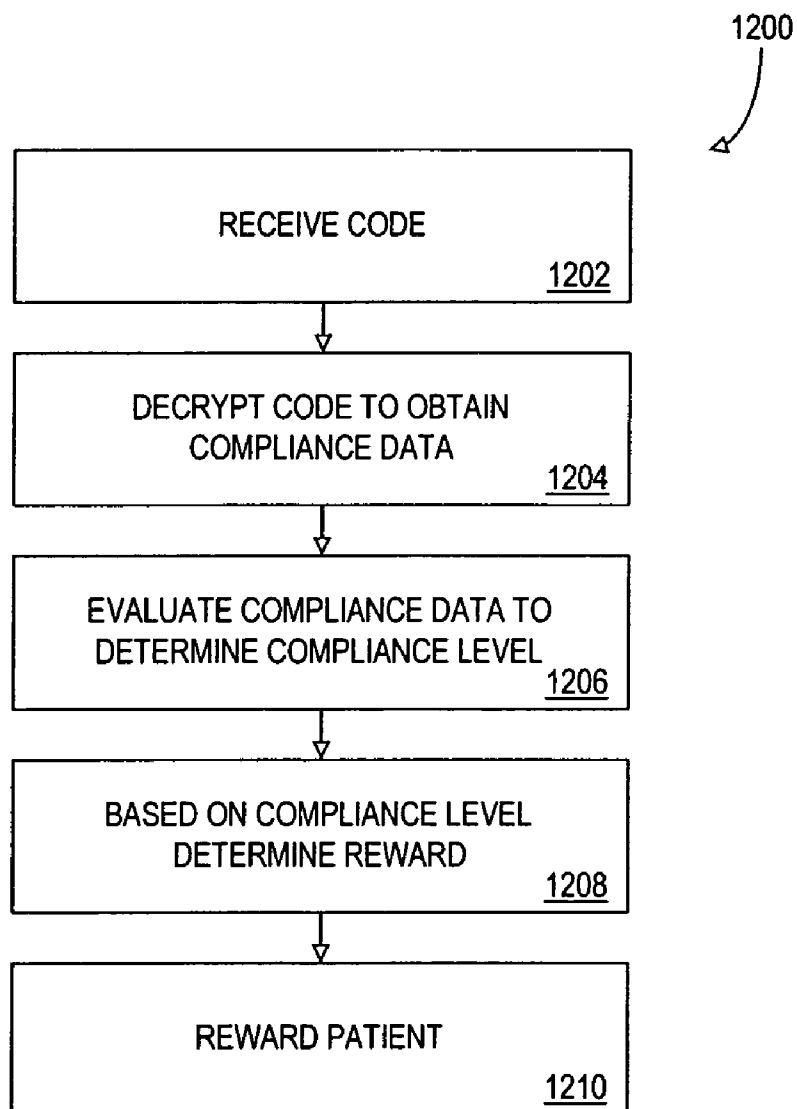 1200
RECEIVE CODE
1202
DECRYPT CODE TO OBTAIN
COMPLIANCE DATA
1204
EVALUATE COMPLIANCE DATA TO
DETERMINE COMPLIANCE LEVEL
1206
BASED ON COMPLIANCE LEVEL
DETERMINE REWARD
1208
REWARD PATIENT
1210